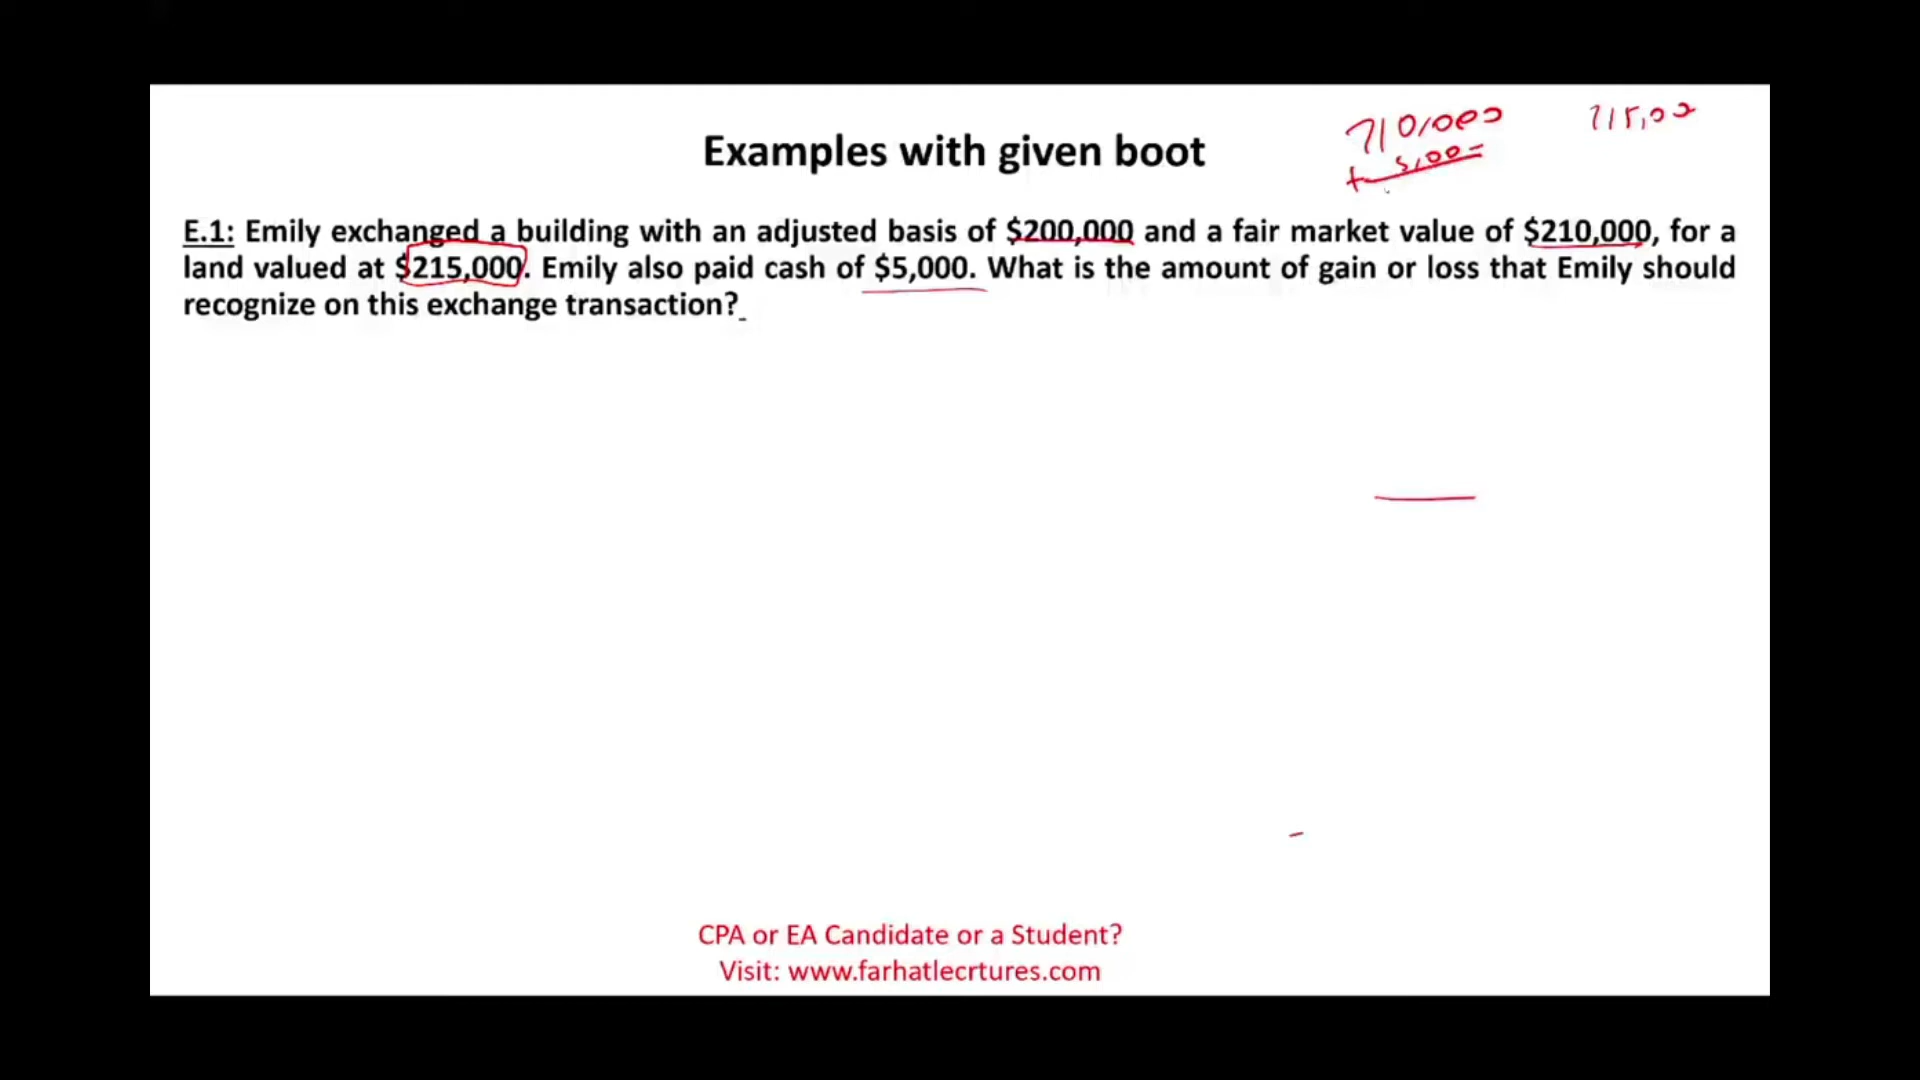 Examples with given boot
210,000
+ 5,00
215,00
E.1: Emily exchanged a building with an adjusted basis of $200,000 and a fair market value of $210,000, for a
land valued at $215,000. Emily also paid cash of $5,000. What is the amount of gain or loss that Emily should
recognize on this exchange transaction?
CPA or EA Candidate or a Student?
Visit: www.farhatlecrtures.com